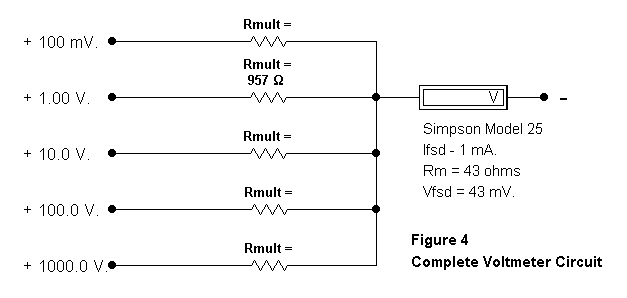 Rmult =
+ 100 mV.
Rmult =
957 Ω
+ 1.00 V.
V
-
Rmult =
+ 10.0 V.
Rmult =
+ 100.0 V.
Rmult =
+ 1000.0 V.
Simpson Model 25
Ifsd - 1 mA.
Rm = 43 ohms
Vfsd = 43 mV.
Figure 4
Complete Voltmeter Circuit